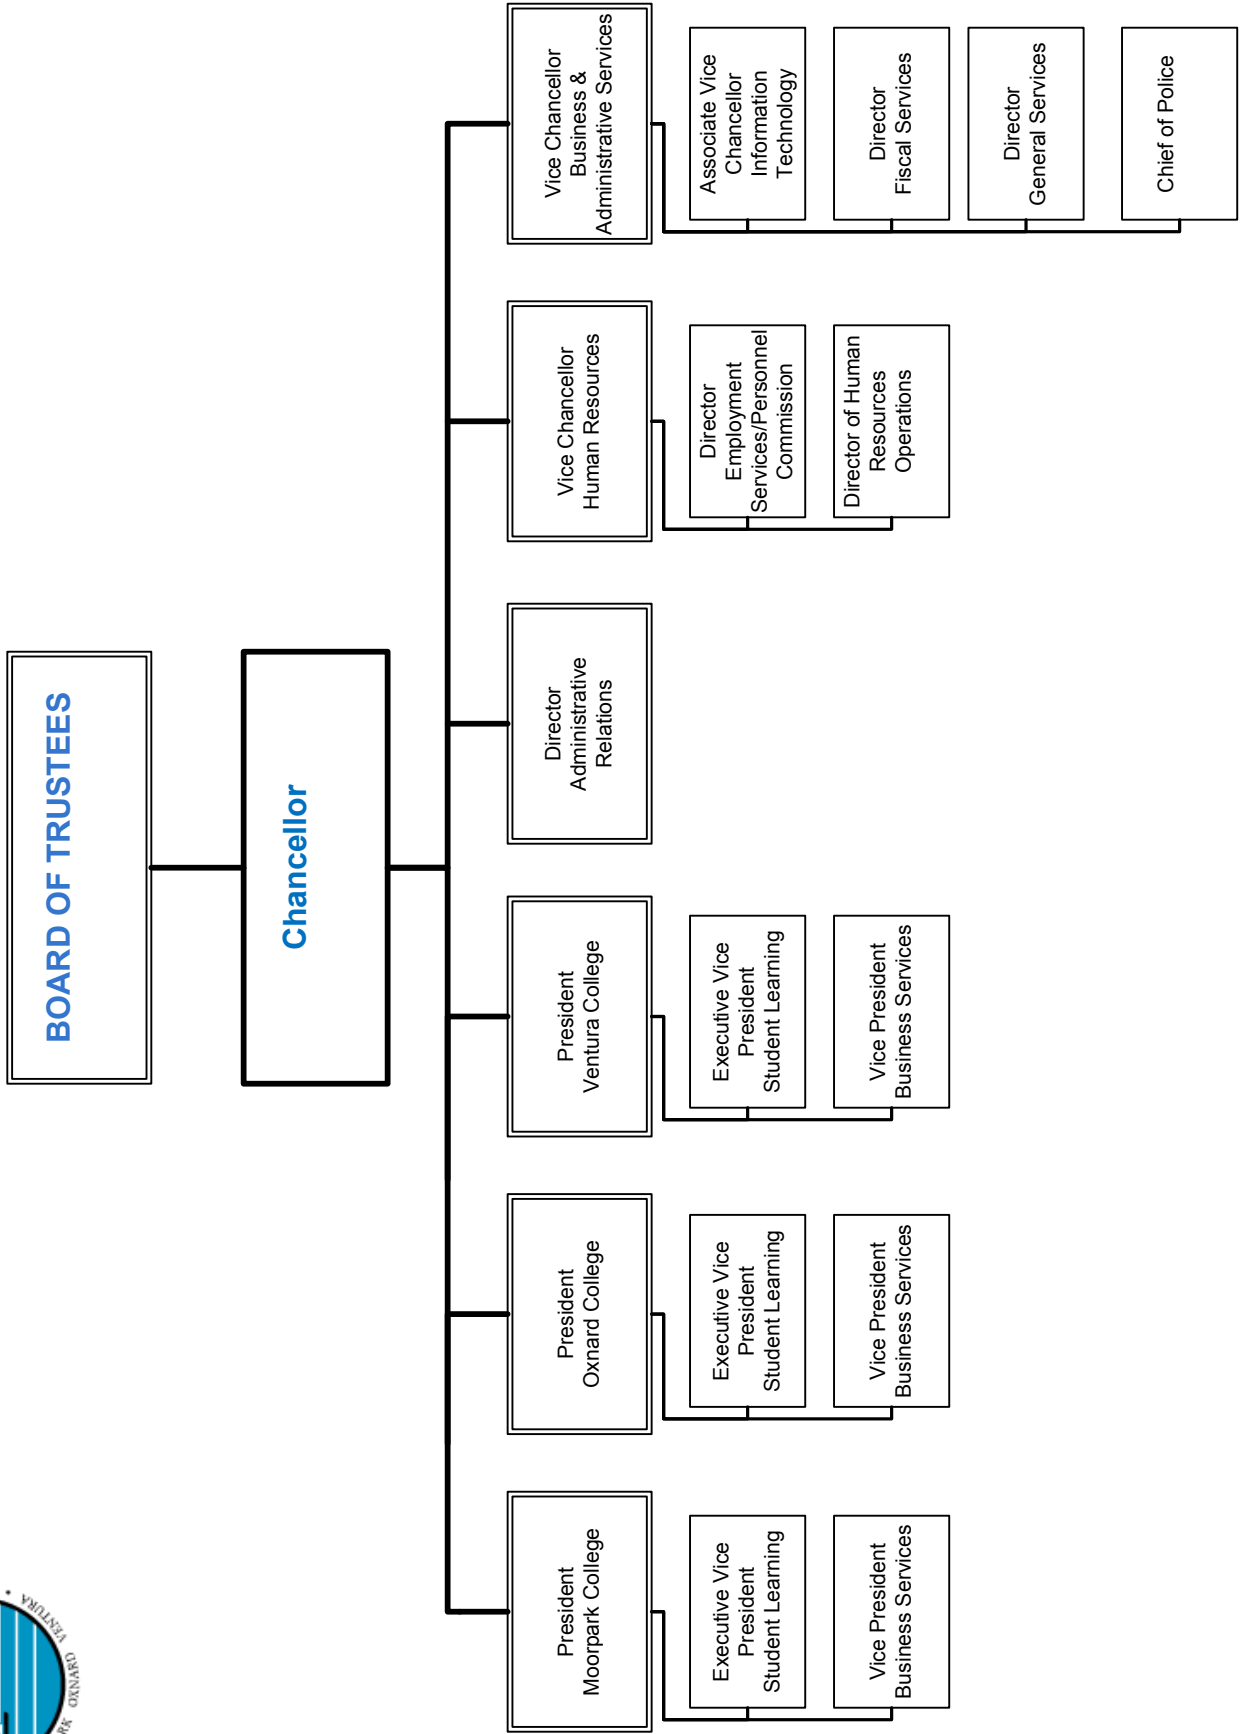 BOARD OF TRUSTEES
Chancellor
President
Moorpark College
President
Oxnard College
President
Ventura College
Director
Administrative
Relations
Vice Chancellor
Human Resources
Vice Chancellor
Business &
Administrative Services
Executive Vice
President
Student Learning
Vice President
Business Services
Executive Vice
President
Student Learning
Vice President
Business Services
Executive Vice
President
Student Learning
Vice President
Business Services
Director
Employment
Services/Personnel
Commission
Director of Human
Resources
Operations
Associate Vice
Chancellor
Information
Technology
Director
Fiscal Services
Director
General Services
Chief of Police
OXNARD VENTURA